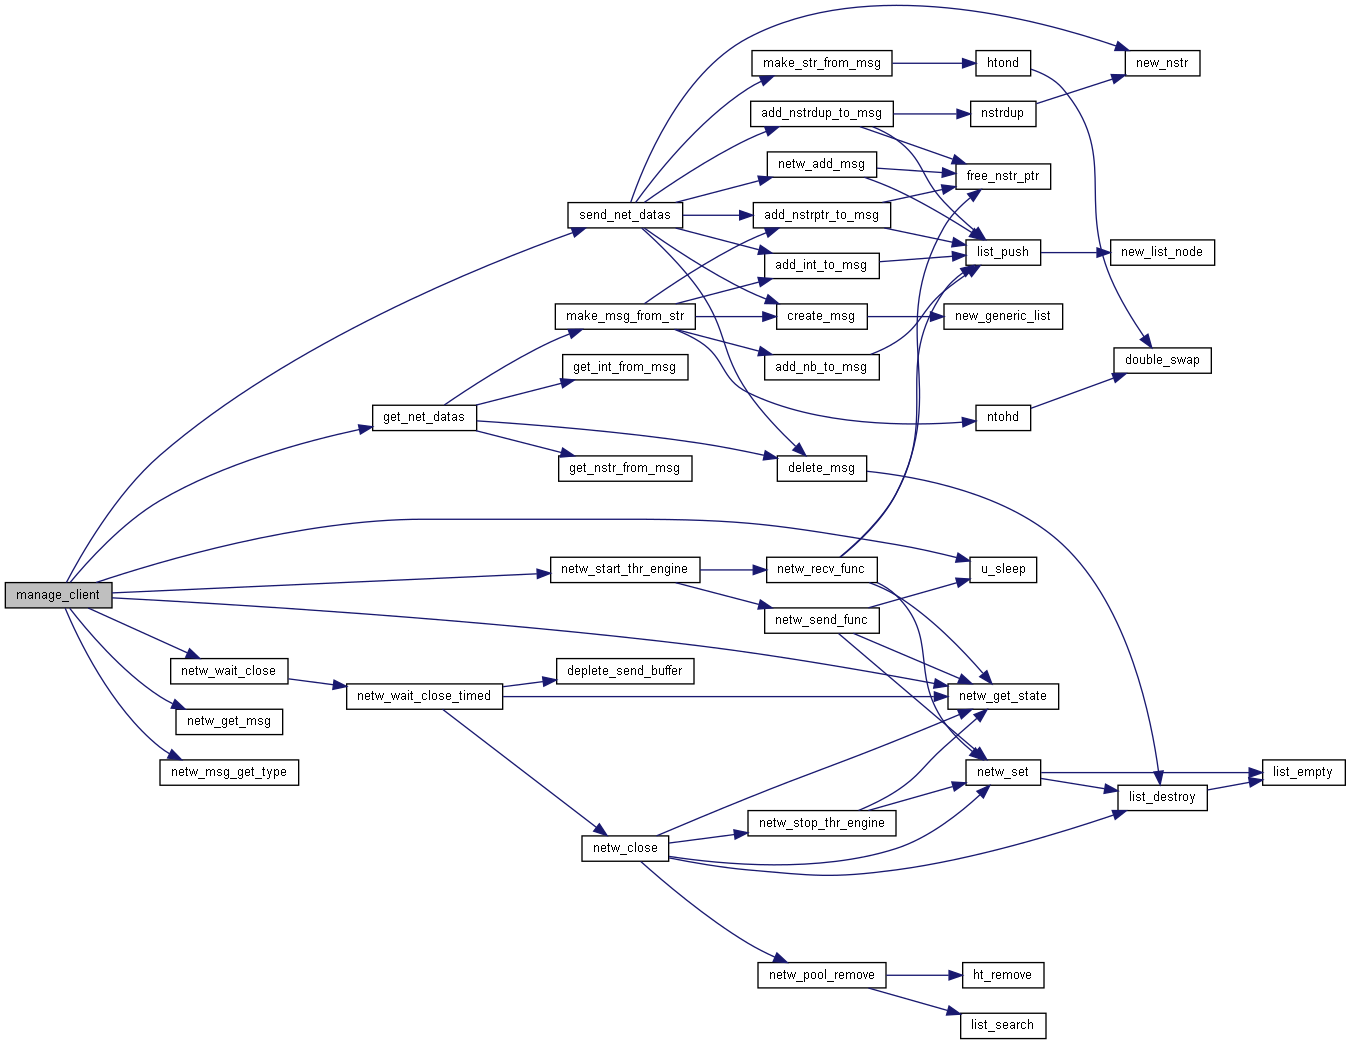 make_str_from_msg
htond
new_nstr
add_nstrdup_to_msg
nstrdup
netw_add_msg
free_nstr_ptr
send_net_datas
add_nstrptr_to_msg
list_push
new_list_node
add_int_to_msg
make_msg_from_str
create_msg
new_generic_list
get_int_from_msg
add_nb_to_msg
double_swap
get_net_datas
ntohd
get_nstr_from_msg
delete_msg
manage_client
netw_start_thr_engine
netw_recv_func
u_sleep
netw_send_func
netw_wait_close
deplete_send_buffer
netw_wait_close_timed
netw_get_state
netw_get_msg
netw_msg_get_type
netw_set
list_empty
list_destroy
netw_stop_thr_engine
netw_close
netw_pool_remove
ht_remove
list_search